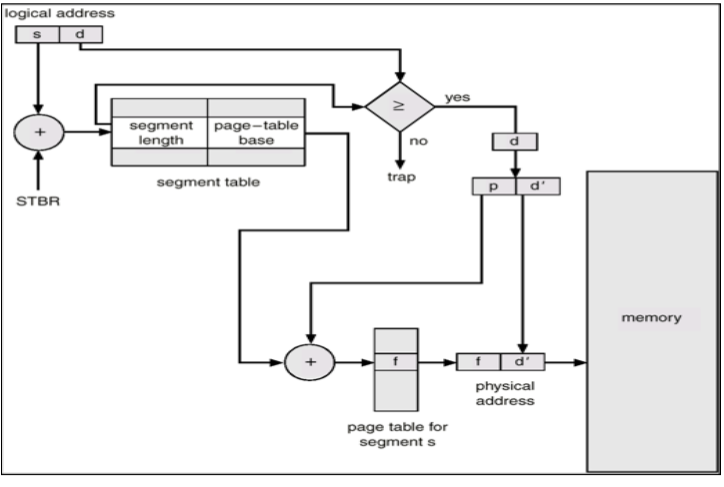 logical address
s d
≥
yes
+
segment length
page–table base
no
d
trap
segment table
p d′
STBR
memory
+
f
f d′
physical address
page table for segment s